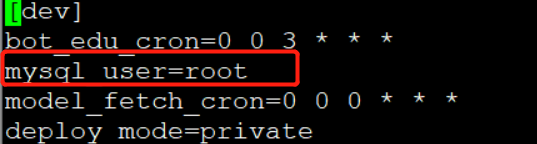 [dev]
bot_edu_cron=0 0 3 * * *
mysql_user=root
model_fetch_cron=0 0 0 * * *
deploy_mode=private